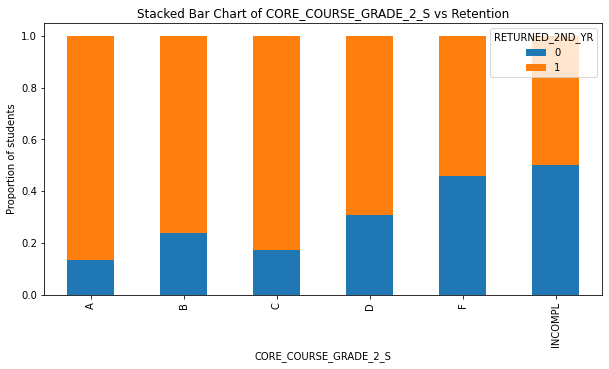 Stacked Bar Chart of CORE_COURSE_GRADE_2_S vs Retention
RETURNED_2ND_YR
0
1
1.0
0.8
0.6
0.4
0.2
0.0
Proportion of students
A
B
C
D
F
INCOMPL
CORE_COURSE_GRADE_2_S